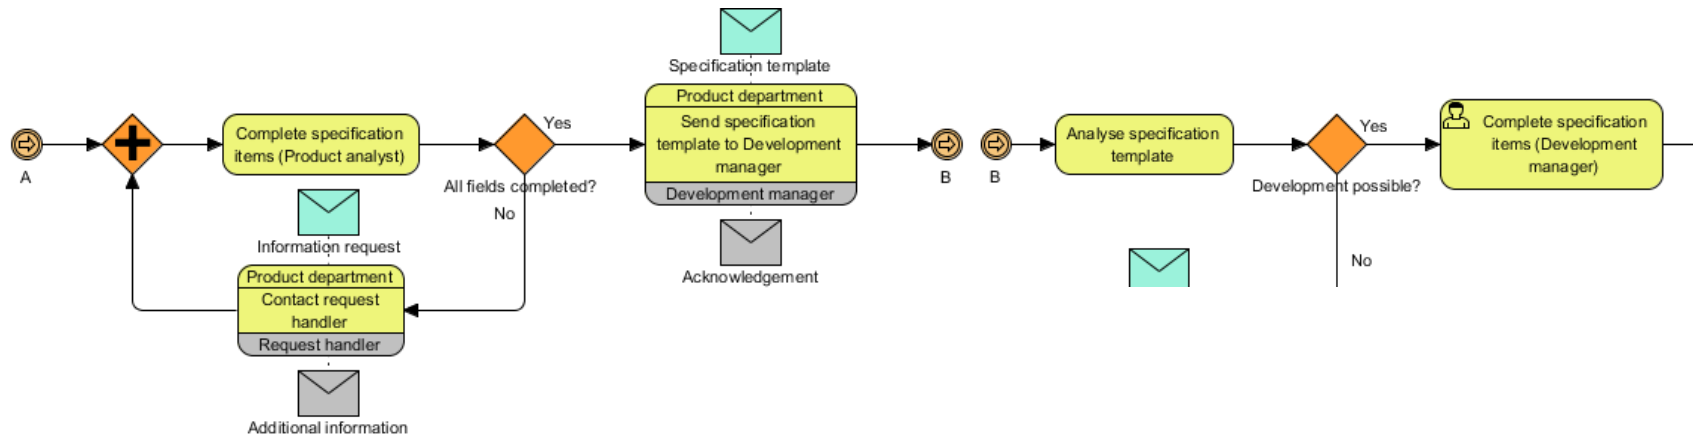 A
Complete specification
items (Product analyst)
Yes
All fields completed?
No
Information request
Product department
Contact request
handler
Request handler
Additional information
Specification template
Product department
Send specification
template to Development
manager
Development manager
Acknowledgement
B
B
Analyse specification
template
Yes
Development possible?
No
Complete specification
items (Development
manager)